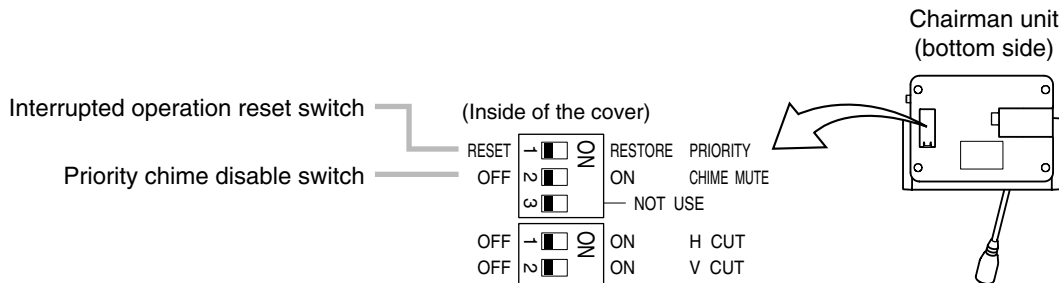 Chairman unit
(bottom side)
Interrupted operation reset switch
(Inside of the cover)
RESET 1 ON RESTORE PRIORITY
Priority chime disable switch
OFF 2 ON CHIME MUTE
3 NOT USE
OFF 1 ON ON H CUT
OFF 2 ON V CUT